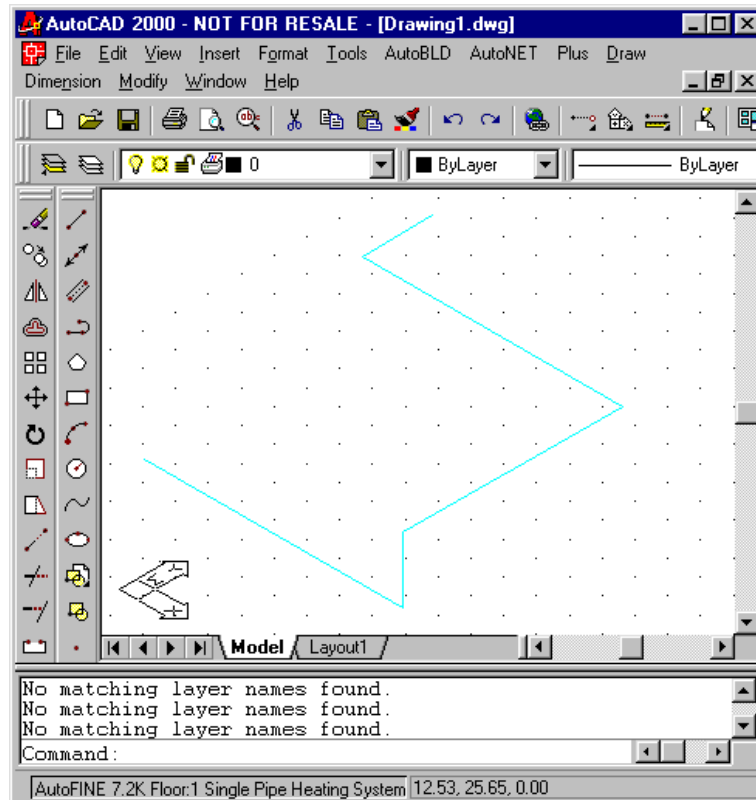 AutoCAD 2000 - NOT FOR RESALE - [Drawing1.dwg]
File Edit View Insert Format Tools AutoBLD AutoNET Plus Draw
Dimension Modify Window Help
0 ByLayer ByLayer
Model Layout1
No matching layer names found.
No matching layer names found.
No matching layer names found.
Command:
AutoFINE 7.2K Floor:1 Single Pipe Heating System 12.53, 25.65, 0.00